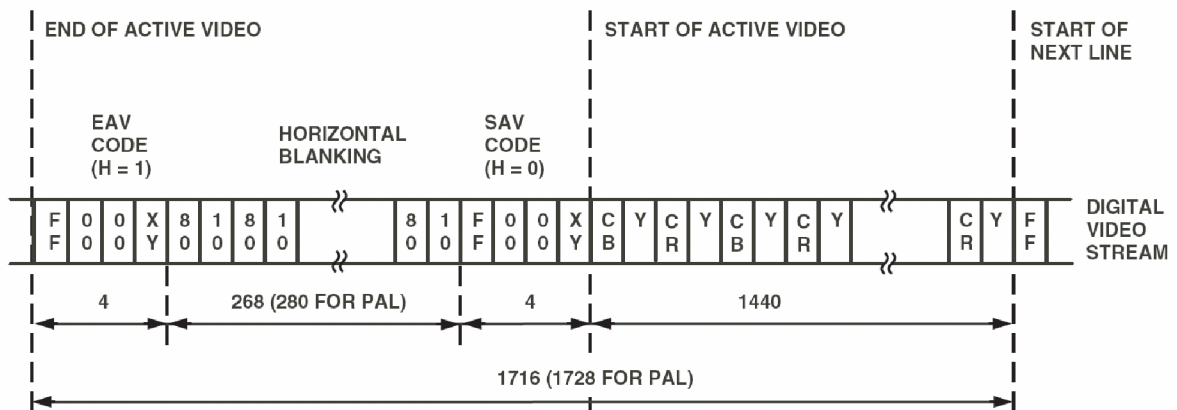 END OF ACTIVE VIDEO
START OF ACTIVE VIDEO
START OF
NEXT LINE
EAV
CODE
(H = 1)
HORIZONTAL
BLANKING
SAV
CODE
(H = 0)
F 0 0 X 8 1 8 1 8 1 F 0 0 X C Y C Y C Y C Y C Y F
F 0 0 Y 0 0 0 0 0 0 F 0 0 Y B R B R R F
DIGITAL
VIDEO
STREAM
4
268 (280 FOR PAL)
4
1440
1716 (1728 FOR PAL)